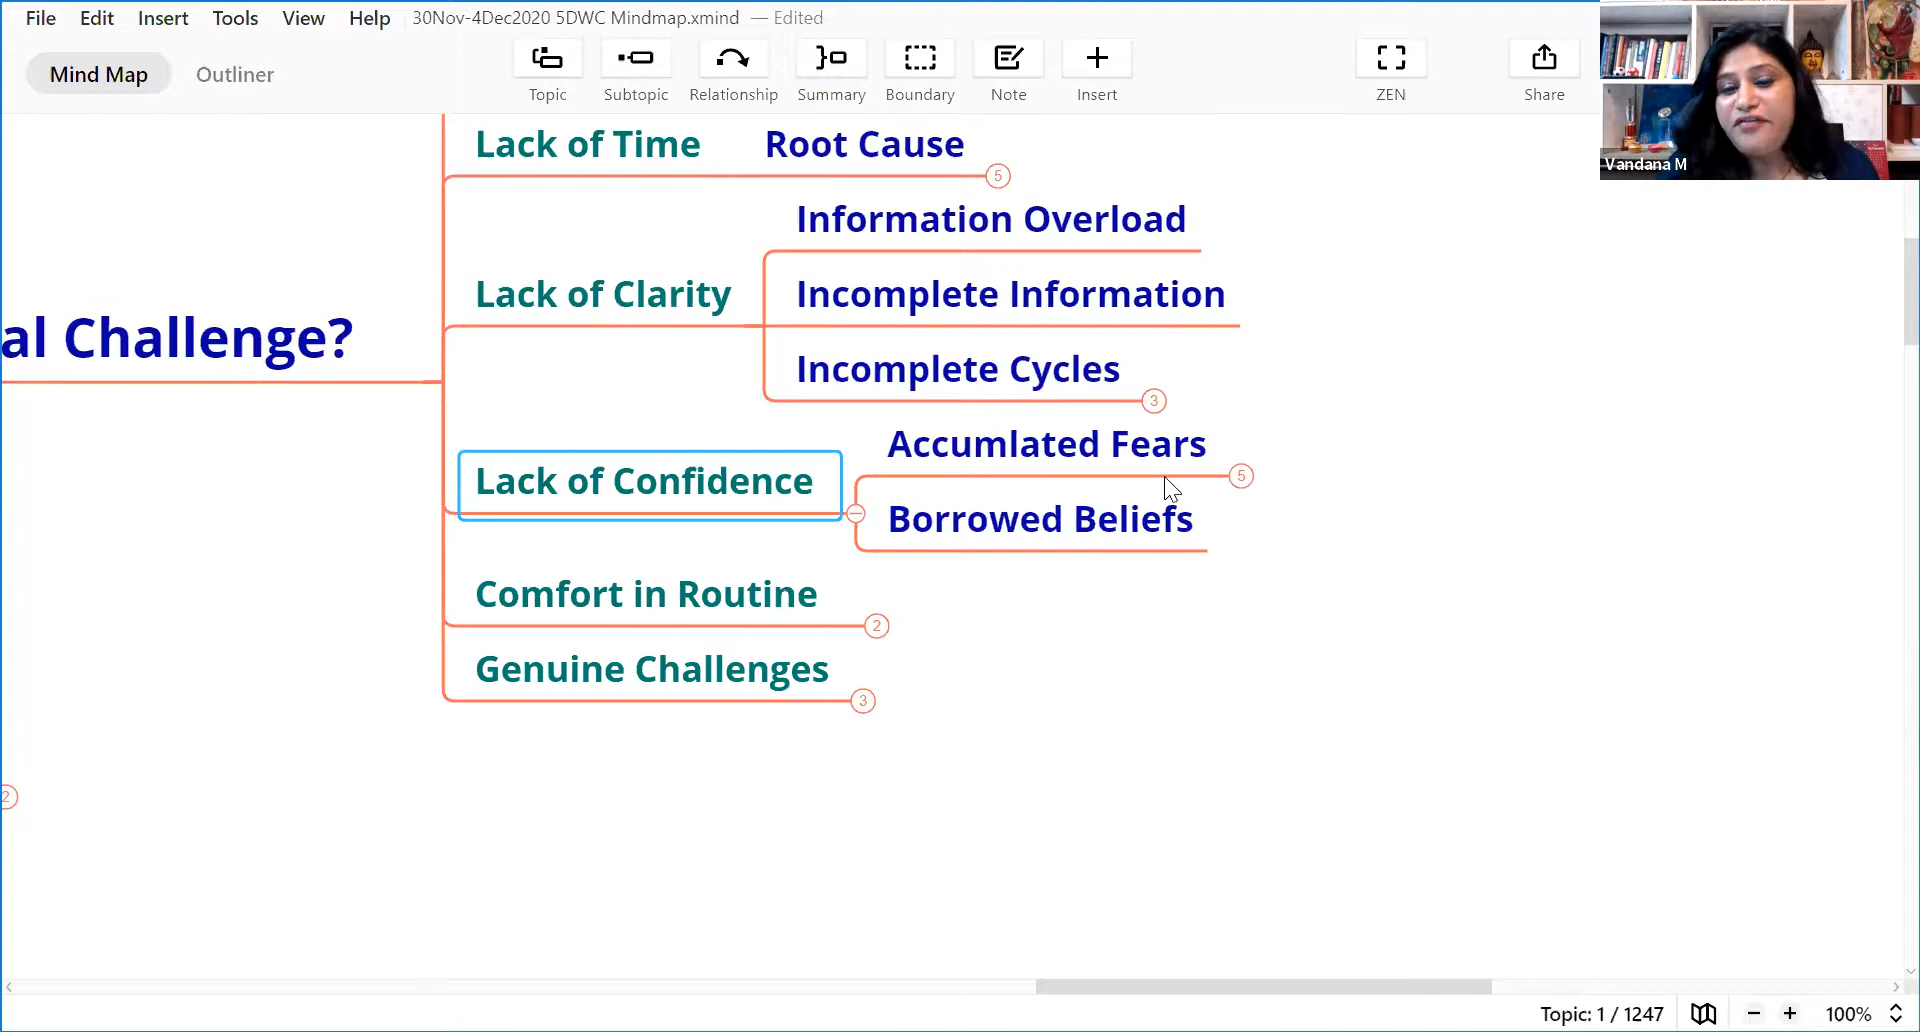 File Edit Insert Tools View Help 30Nov-4Dec2020 5DWC Mindmap.xmind — Edited
Mind Map Outliner
Topic Subtopic Relationship Summary Boundary Note Insert ZEN Share
Vandana M
Lack of Time Root Cause
5
Information Overload
Lack of Clarity Incomplete Information
al Challenge?
Incomplete Cycles
3
Accumlated Fears
5
Lack of Confidence
Borrowed Beliefs
Comfort in Routine
2
Genuine Challenges
3
2
Topic: 1 / 1247 100%